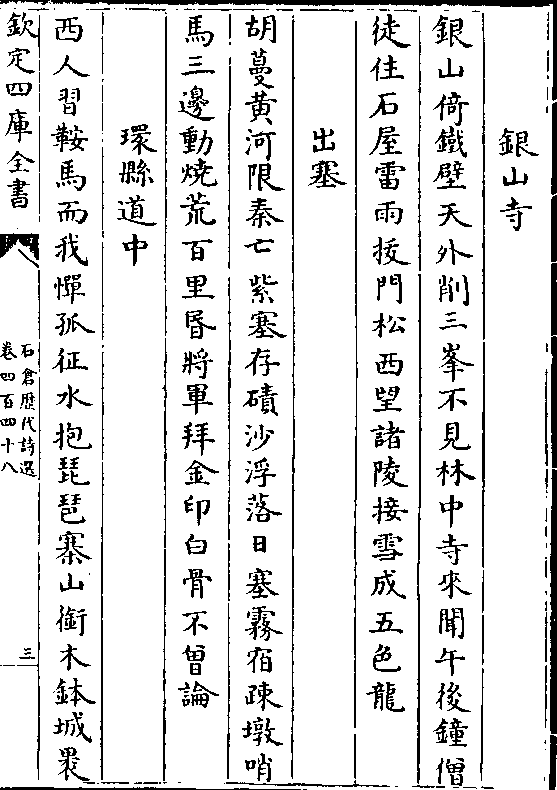 銀山寺
銀山倚鐵壁天外削三峯不見林中寺來聞午後鐘僧
徒住石屋雷雨拔門松西望諸陵接雪成五色龍
出塞
胡蔓黄河限秦亡紫塞存磧沙浮落日塞霧宿疎墩哨
馬三邊動燒荒百里昏將軍拜金印白骨不曾論
環縣道中
西人習鞍馬而我憚孤征水抱琵琶寨山銜木鉢城褁
欽定四庫全書
石倉歴代詩選
卷四百四十八
三